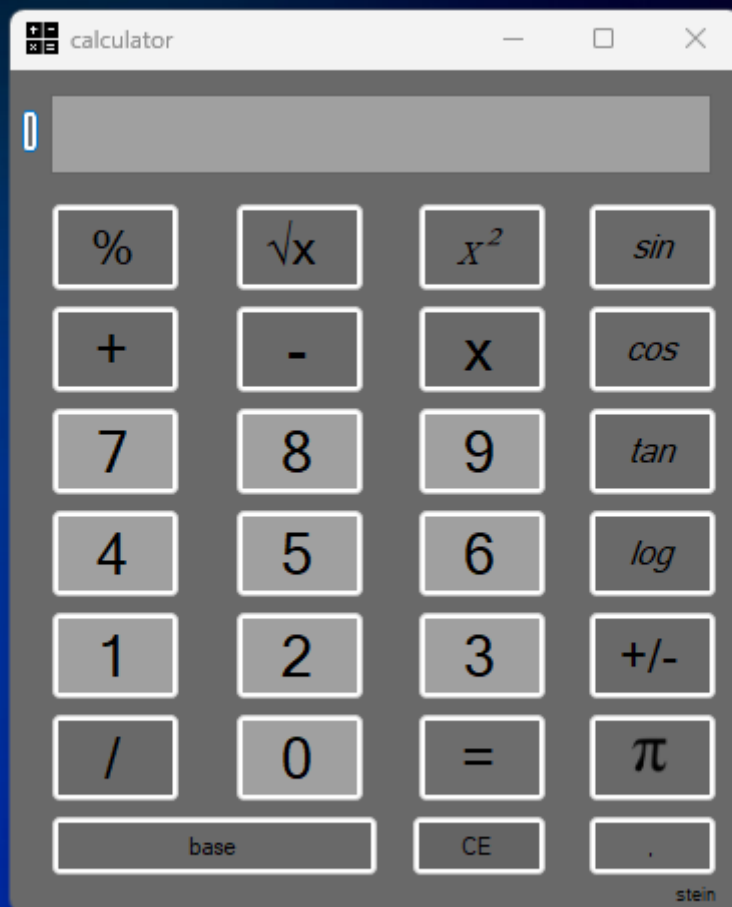 calculator
% √x x² sin
+ - x cos
7 8 9 tan
4 5 6 log
1 2 3 +/-
/ 0 = π
base CE ,
stein